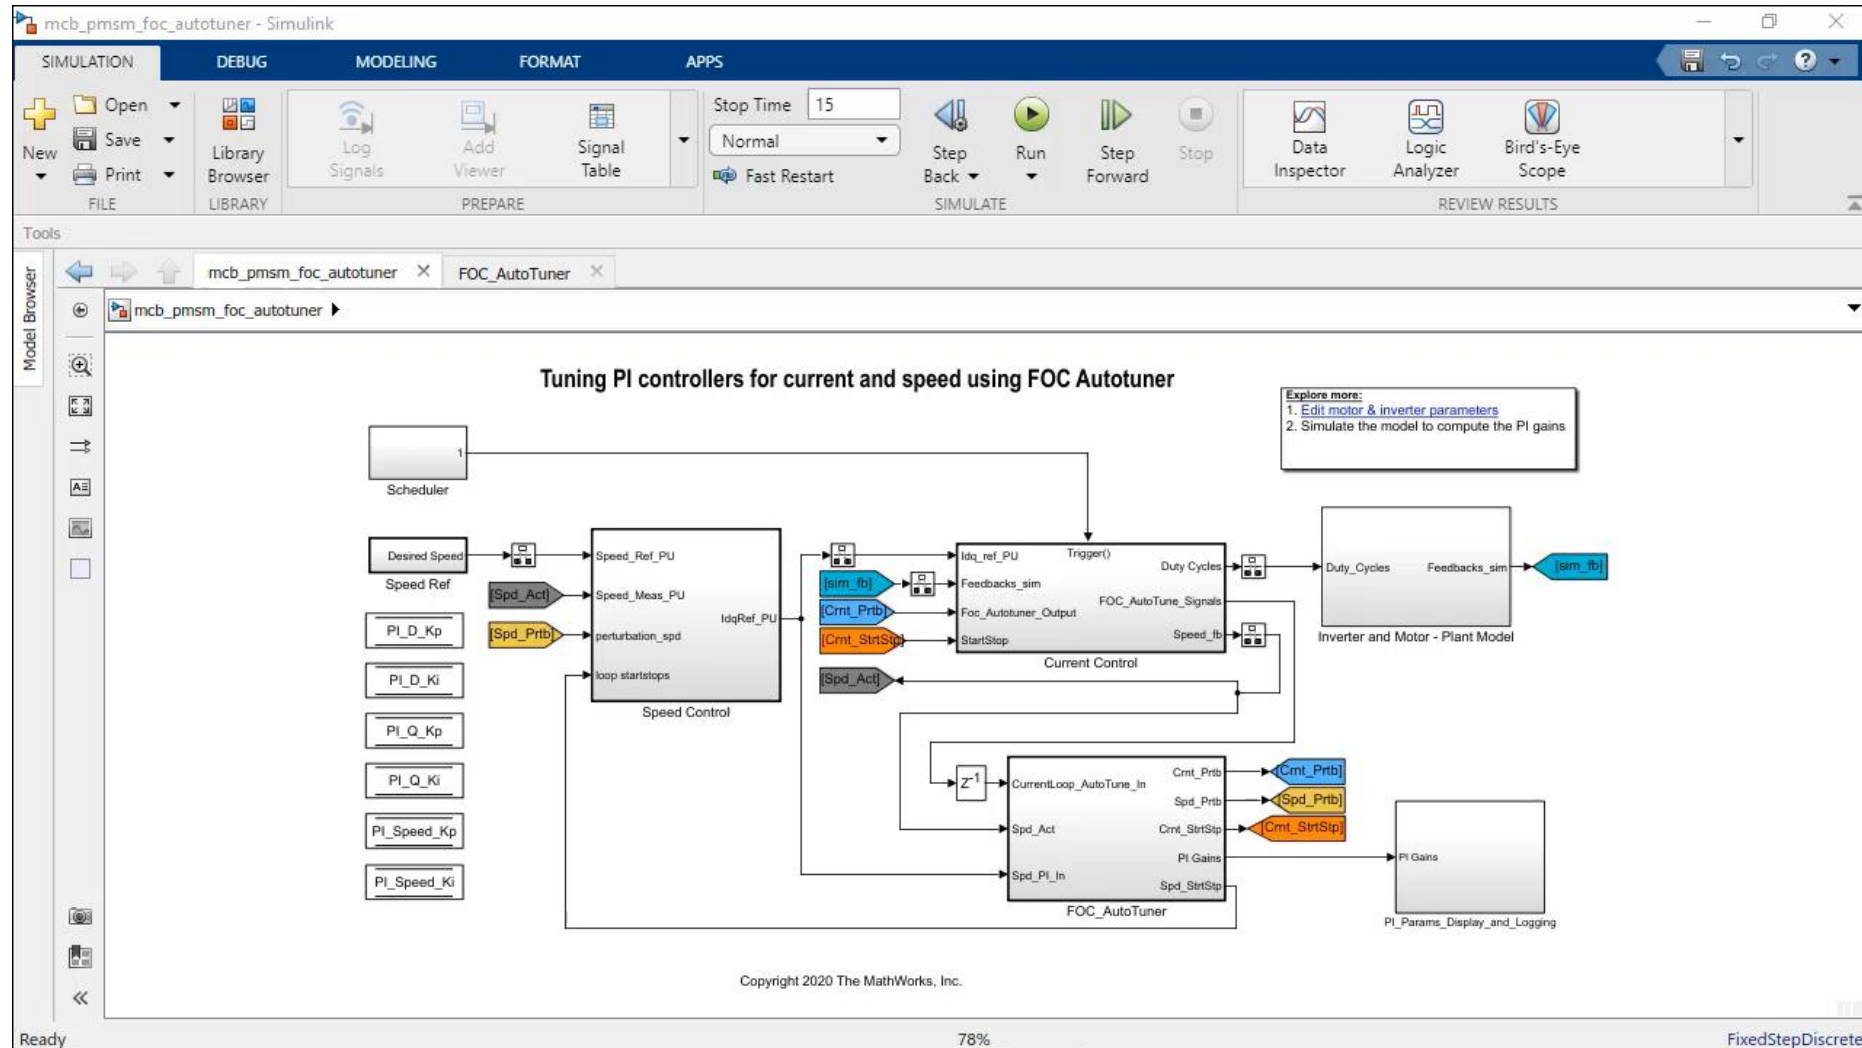 mcb_pmsm_foc_autotuner - Simulink
SIMULATION DEBUG MODELING FORMAT APPS
New
Open
Save
Print
FILE
Library
Browser
LIBRARY
Log
Signals
Add
Viewer
Signal
Table
PREPARE
Stop Time 15
Normal
Fast Restart
Step
Back
Run
Step
Forward
Stop
SIMULATE
Data
Inspector
Logic
Analyzer
Bird's-Eye
Scope
REVIEW RESULTS
Tools
Model Browser
mcb_pmsm_foc_autotuner FOC_AutoTuner
mcb_pmsm_foc_autotuner
Tuning PI controllers for current and speed using FOC Autotuner
Explore more:
1. Edit motor & inverter parameters
2. Simulate the model to compute the PI gains
1
Scheduler
Desired Speed
Speed Ref
[Spd_Act]
[Spd_Prtb]
PI_D_Kp
PI_D_Ki
PI_Q_Kp
PI_Q_Ki
PI_Speed_Kp
PI_Speed_Ki
Speed_Ref_PU
Speed_Meas_PU
perturbation_spd
loop startstops
IdqRef_PU
Speed Control
[sim_fb]
[Crnt_Prtb]
[Crnt_StrtStp]
[Spd_Act]
Idq_ref_PU
Feedbacks_sim
Foc_Autotuner_Output
StartStop
Trigger()
Duty Cycles
FOC_AutoTune_Signals
Speed_fb
Current Control
Duty_Cycles
Feedbacks_sim
Inverter and Motor - Plant Model
[sim_fb]
Z-1
CurrentLoop_AutoTune_In
Spd_Act
Spd_PI_In
Crnt_Prtb
Spd_Prtb
Crnt_StrtStp
PI Gains
Spd_StrtStp
FOC_AutoTuner
[Crnt_Prtb]
[Spd_Prtb]
[Crnt_StrtStp]
PI Gains
PI_Params_Display_and_Logging
Copyright 2020 The MathWorks, Inc.
Ready
78%
FixedStepDiscrete